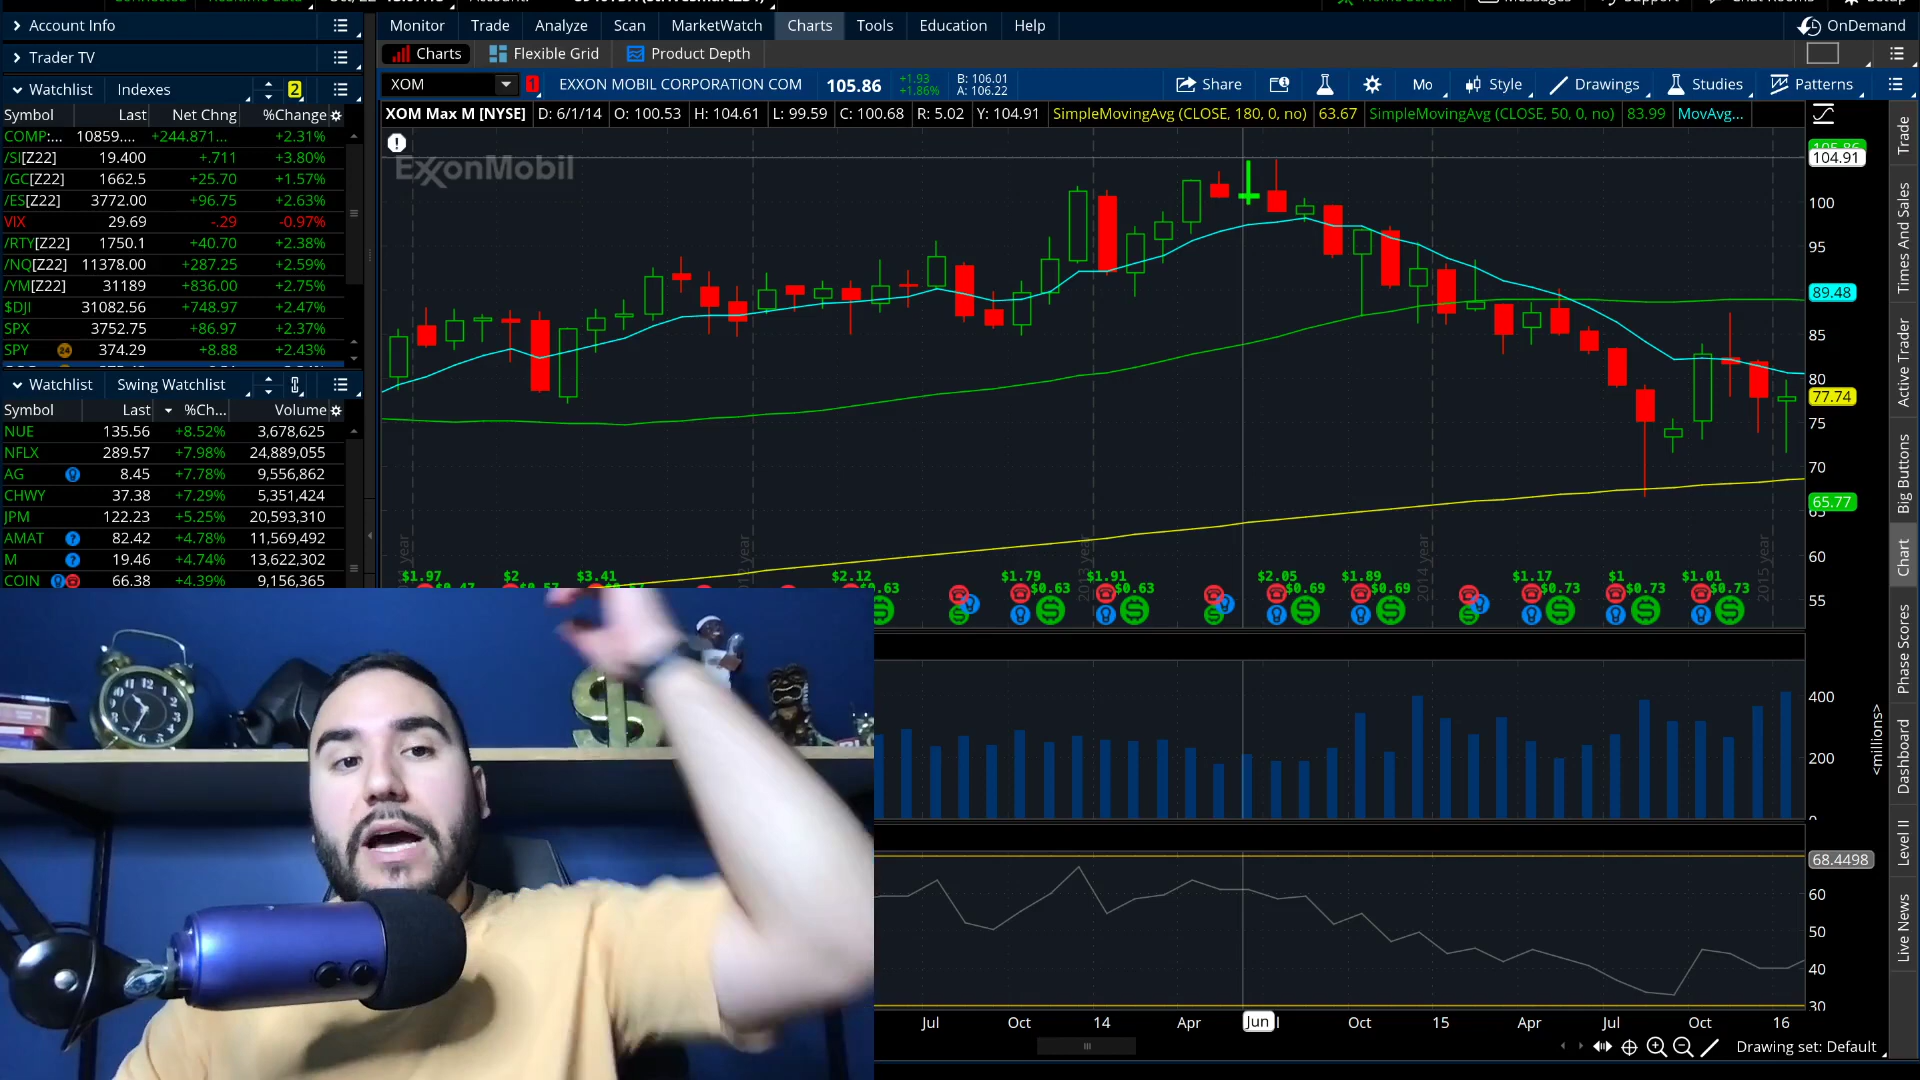 Account Info
Monitor Trade Analyze Scan MarketWatch Charts Tools Education Help OnDemand
Trader TV
Charts Flexible Grid Product Depth
Watchlist Indexes 2
XOM 1 EXXON MOBIL CORPORATION COM 105.86 +1.93 +1.86% B: 106.01 A: 106.22 Share Mo Style Drawings Studies Patterns
Symbol Last Net Chng %Change
XOM Max M [NYSE] D: 6/1/14 O: 100.53 H: 104.61 L: 99.59 C: 100.68 R: 5.02 Y: 104.91 SimpleMovingAvg (CLOSE, 180, 0, no) 63.67 SimpleMovingAvg (CLOSE, 50, 0, no) 83.99 MovAvg...
COMP:... 10859.... +244.871... +2.31%
/SI[Z22] 19.400 +.711 +3.80%
/GC[Z22] 1662.5 +25.70 +1.57%
/ES[Z22] 3772.00 +96.75 +2.63%
VIX 29.69 -.29 -0.97%
/RTY[Z22] 1750.1 +40.70 +2.38%
/NQ[Z22] 11378.00 +287.25 +2.59%
/YM[Z22] 31189 +836.00 +2.75%
$DJI 31082.56 +748.97 +2.47%
SPX 3752.75 +86.97 +2.37%
SPY 24 374.29 +8.88 +2.43%
Watchlist Swing Watchlist
Symbol Last %Ch... Volume
NUE 135.56 +8.52% 3,678,625
NFLX 289.57 +7.98% 24,889,055
AG 8.45 +7.78% 9,556,862
CHWY 37.38 +7.29% 5,351,424
JPM 122.23 +5.25% 20,593,310
AMAT 82.42 +4.78% 11,569,492
M 19.46 +4.74% 13,622,302
COIN 66.38 +4.39% 9,156,365
ExxonMobil
105.86
104.91
100
95
89.48
85
80
77.74
75
70
65.77
65
60
55
year
2012 year
2013 year
2014 year
2015 year
$1.97 $2 $3.41 $2.12 $1.79 $1.91 $2.05 $1.89 $1.17 $1 $1.01
$0.63 $0.63 $0.69 $0.69 $0.73 $0.73 $0.73
400
200
<millions>
68.4498
60
50
40
30
Jul Oct 14 Apr Jun Oct 15 Apr Jul Oct 16
Drawing set: Default
Trade
Times And Sales
Active Trader
Big Buttons
Chart
Phase Scores
Dashboard
Level II
Live News